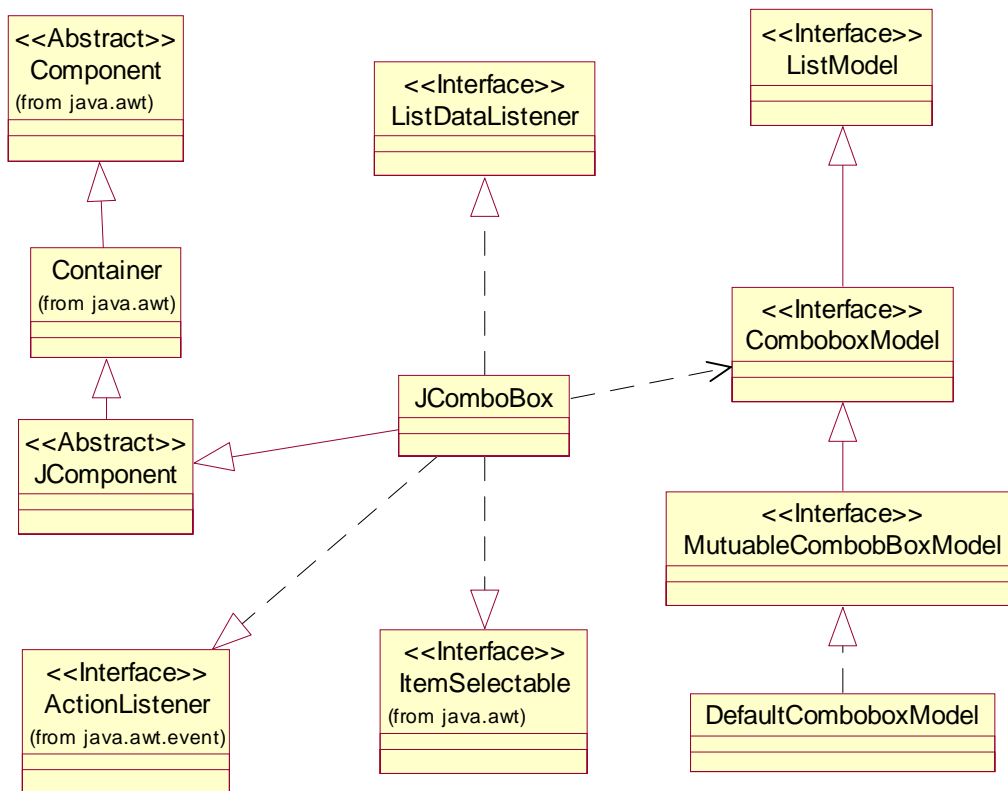 <<Abstract>>
Component
(from java.awt)
<<Interface>>
ListDataListener
<<Interface>>
ListModel
Container
(from java.awt)
<<Interface>>
ComboboxModel
JComboBox
<<Abstract>>
JComponent
<<Interface>>
MutuableCombobBoxModel
<<Interface>>
ActionListener
(from java.awt.event)
<<Interface>>
ItemSelectable
(from java.awt)
DefaultComboboxModel